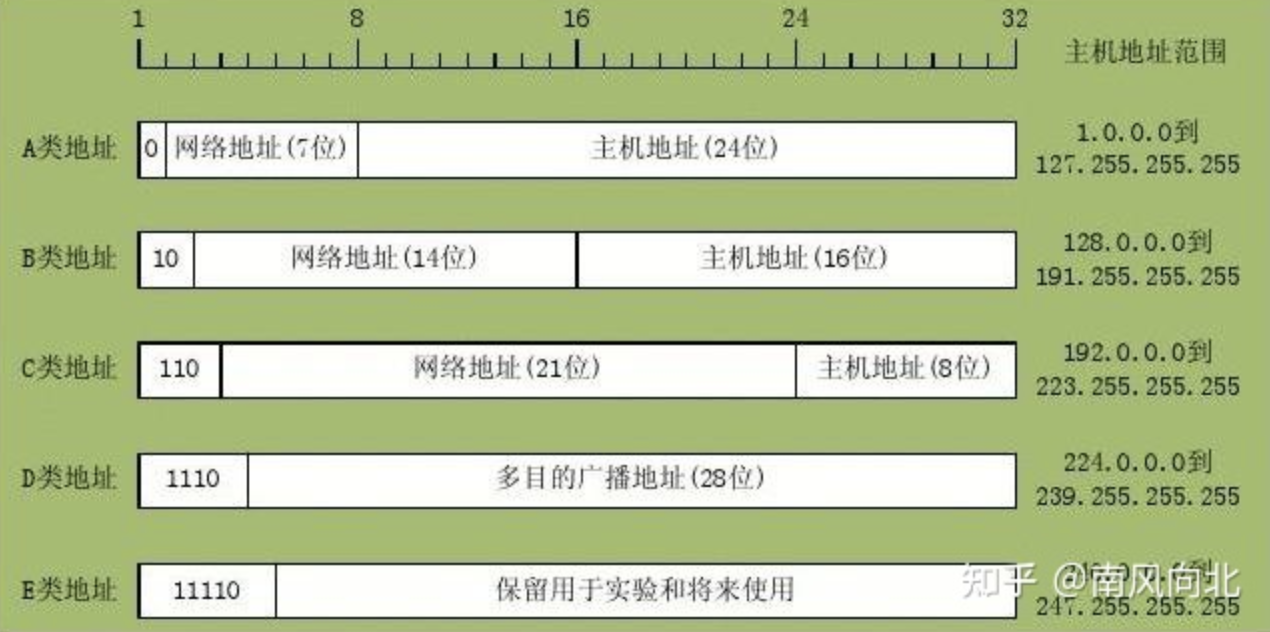 1 8 16 24 32
主机地址范围
A类地址 0 网络地址(7位) 主机地址(24位) 1.0.0.0到
127.255.255.255
B类地址 10 网络地址(14位) 主机地址(16位) 128.0.0.0到
191.255.255.255
C类地址 110 网络地址(21位) 主机地址(8位) 192.0.0.0到
223.255.255.255
D类地址 1110 多目的广播地址(28位) 224.0.0.0到
239.255.255.255
E类地址 11110 保留用于实验和将来使用
247.255.255.255
知乎 @南风向北